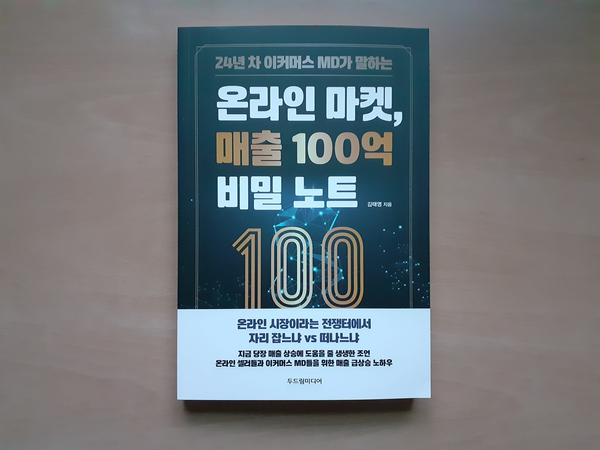 24년 차 이커머스 MD가 말하는
온라인 마켓,
매출 100억
비밀 노트
김태영 지음
100
온라인 시장이라는 전쟁터에서
자리 잡느냐 vs 떠나느냐
지금 당장 매출 상승에 도움을 줄 생생한 조언
온라인 셀러들과 이커머스 MD들을 위한 매출 급상승 노하우
두드림미디어